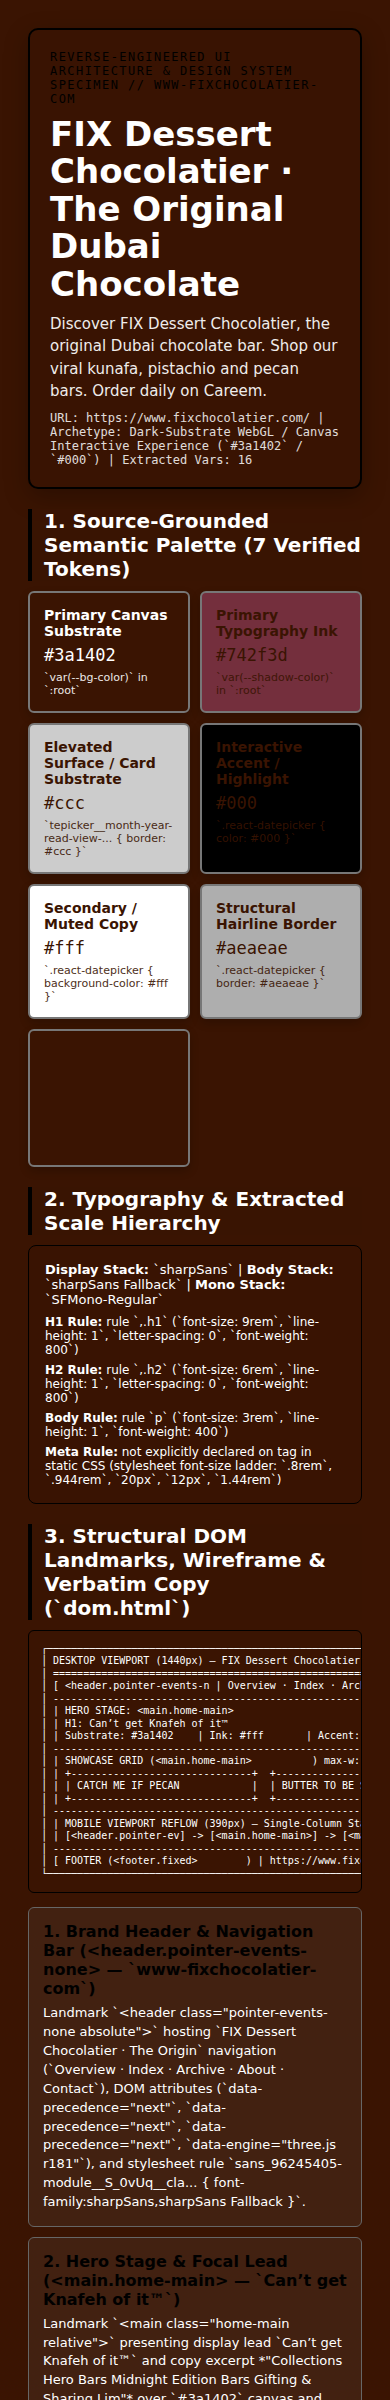 REVERSE-ENGINEERED UI
ARCHITECTURE & DESIGN SYSTEM
SPECIMEN // WWW-FIXCHOCOLATIER-
COM
FIX Dessert
Chocolatier ·
The Original
Dubai
Chocolate
Discover FIX Dessert Chocolatier, the
original Dubai chocolate bar. Shop our
viral kunafa, pistachio and pecan
bars. Order daily on Careem.
URL: https://www.fixchocolatier.com/ |
Archetype: Dark-Substrate WebGL / Canvas
Interactive Experience (`#3a1402` /
`#000`) | Extracted Vars: 16
1. Source-Grounded
Semantic Palette (7 Verified
Tokens)
Primary Canvas
Substrate
#3a1402
`var(--bg-color)` in
`:root`
Primary
Typography Ink
#742f3d
`var(--shadow-color)`
in `:root`
Elevated
Surface / Card
Substrate
#ccc
`tepicker__month-year-
read-view-... { border:
#ccc }`
Interactive
Accent /
Highlight
#000
`.react-datepicker {
color: #000 }`
Secondary /
Muted Copy
#fff
`.react-datepicker {
background-color: #fff
}`
Structural
Hairline Border
#aeaeae
`.react-datepicker {
border: #aeaeae }`
2. Typography & Extracted
Scale Hierarchy
Display Stack: `sharpSans` | Body Stack:
`sharpSans Fallback` | Mono Stack:
`SFMono-Regular`
H1 Rule: rule `,.h1` (`font-size: 9rem`, `line-
height: 1`, `letter-spacing: 0`, `font-weight:
800`)
H2 Rule: rule `,.h2` (`font-size: 6rem`, `line-
height: 1`, `letter-spacing: 0`, `font-weight:
800`)
Body Rule: rule `p` (`font-size: 3rem`, `line-
height: 1`, `font-weight: 400`)
Meta Rule: not explicitly declared on tag in
static CSS (stylesheet font-size ladder: `.8rem`,
`.944rem`, `20px`, `12px`, `1.44rem`)
3. Structural DOM
Landmarks, Wireframe &
Verbatim Copy
(`dom.html`)
DESKTOP VIEWPORT (1440px) — FIX Dessert Chocolatier
[ <header.pointer-events-n | Overview · Index · Arc
| HERO STAGE: <main.home-main>
| H1: Can’t get Knafeh of it™
| Substrate: #3a1402 | Ink: #fff | Accent:
| SHOWCASE GRID (<main.home-main> ) max-w:
| | CATCH ME IF PECAN | | BUTTER TO BE
| MOBILE VIEWPORT REFLOW (390px) — Single-Column St
| [<header.pointer-ev] -> [<main.home-main>] -> [<m
[ FOOTER (<footer.fixed> ) | https://www.fix
1. Brand Header & Navigation
Bar (<header.pointer-events-
none> — `www-fixchocolatier-
com`)
Landmark `<header class="pointer-events-
none absolute">` hosting `FIX Dessert
Chocolatier · The Origin` navigation
(`Overview · Index · Archive · About ·
Contact`), DOM attributes (`data-
precedence="next"`, `data-
precedence="next"`, `data-
precedence="next"`, `data-engine="three.js
r181"`), and stylesheet rule `sans_96245405-
module__S_0vUq__cla... { font-
family:sharpSans,sharpSans Fallback }`.
2. Hero Stage & Focal Lead
(<main.home-main> — `Can’t get
Knafeh of it™`)
Landmark `<main class="home-main
relative">` presenting display lead `Can’t get
Knafeh of it™` and copy excerpt *"Collections
Hero Bars Midnight Edition Bars Gifting &
Sharing Lim"* over `#3a1402` canvas and